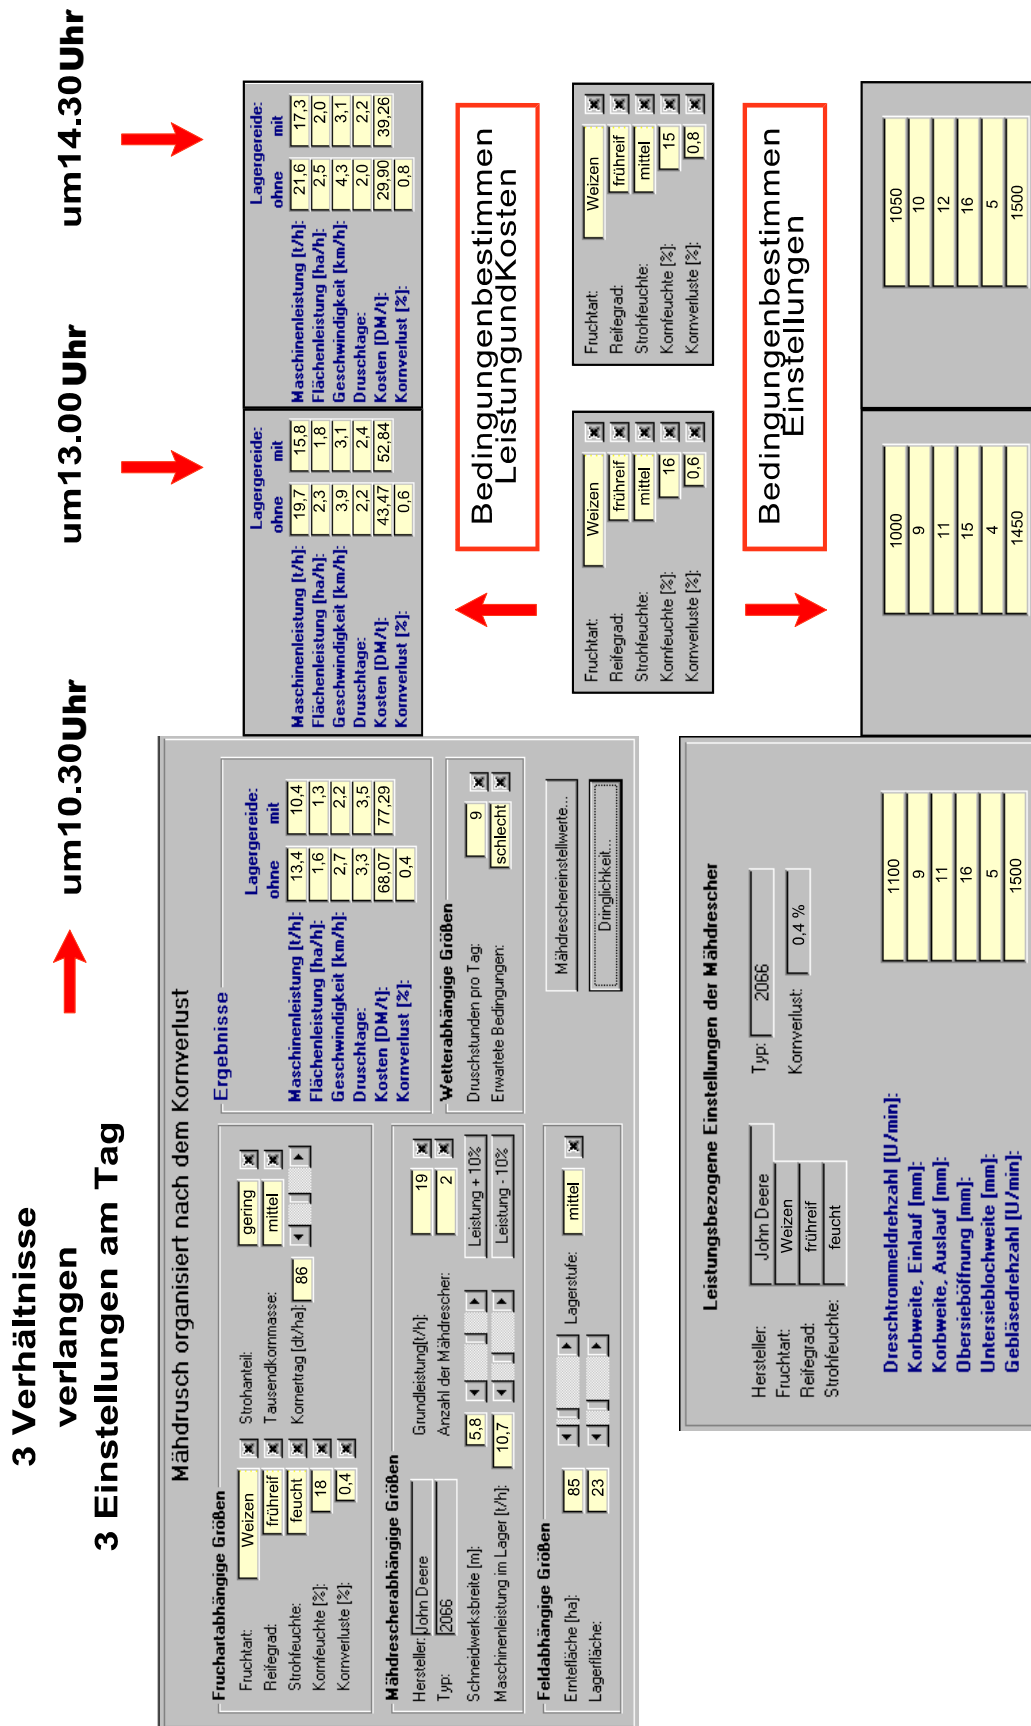 3 Verhältnisse
verlangen
3 Einstellungen am Tag
um10.30Uhr
um13.00Uhr
um14.30Uhr
Mähdrusch organisiert nach dem Kornverlust
Fruchartabhängige Größen
Fruchtart: Weizen
Reifegrad: frühreif
Strohfeuchte: feucht
Kornfeuchte [%]: 18
Kornverluste [%]: 0,4
Strohanteil: gering
Tausendkornmasse: mittel
Kornertrag [dt/ha]: 86
Mähdrescherabhängige Größen
Hersteller: John Deere
Typ: 2066
Schneidwerksbreite [m]: 5,8
Maschinenleistung im Lager [t/h]: 10,7
Grundleistung[t/h]: 19
Anzahl der Mähdrescher: 2
Leistung + 10%
Leistung - 10%
Feldabhängige Größen
Erntefläche [ha]: 85
Lagerfläche: 23
Lagerstufe: mittel
Ergebnisse
Lagergereide:
ohne mit
Maschinenleistung [t/h]: 13,4 10,4
Flächenleistung [ha/h]: 1,6 1,3
Geschwindigkeit [km/h]: 2,7 2,2
Druschtage: 3,3 3,5
Kosten [DM/t]: 68,07 77,29
Kornverlust [%]: 0,4
Wetterabhängige Größen
Druschstunden pro Tag: 9
Erwartete Bedingungen: schlecht
Mähdreschereinstellwerte...
Dringlichkeit...
Lagergereide:
ohne mit
Maschinenleistung [t/h]: 19,7 15,8
Flächenleistung [ha/h]: 2,3 1,8
Geschwindigkeit [km/h]: 3,9 3,1
Druschtage: 2,2 2,4
Kosten [DM/t]: 43,47 52,84
Kornverlust [%]: 0,6
Lagergereide:
ohne mit
Maschinenleistung [t/h]: 21,6 17,3
Flächenleistung [ha/h]: 2,5 2,0
Geschwindigkeit [km/h]: 4,3 3,1
Druschtage: 2,0 2,2
Kosten [DM/t]: 29,90 39,26
Kornverlust [%]: 0,8
Bedingungenbestimmen
LeistungundKosten
Fruchtart: Weizen
Reifegrad: frühreif
Strohfeuchte: mittel
Kornfeuchte [%]: 16
Kornverluste [%]: 0,6
Fruchtart: Weizen
Reifegrad: frühreif
Strohfeuchte: mittel
Kornfeuchte [%]: 15
Kornverluste [%]: 0,8
Bedingungenbestimmen
Einstellungen
Leistungsbezogene Einstellungen der Mähdrescher
Hersteller: John Deere
Fruchtart: Weizen
Reifegrad: frühreif
Strohfeuchte: feucht
Typ: 2066
Kornverlust: 0,4 %
Dreschtrommeldrehzahl [U/min]: 1100 1000 1050
Korbweite, Einlauf [mm]: 9 9 10
Korbweite, Auslauf [mm]: 11 11 12
Obersieböffnung [mm]: 16 15 16
Untersieblochweite [mm]: 5 4 5
Gebläsedrehzahl [U/min]: 1500 1450 1500